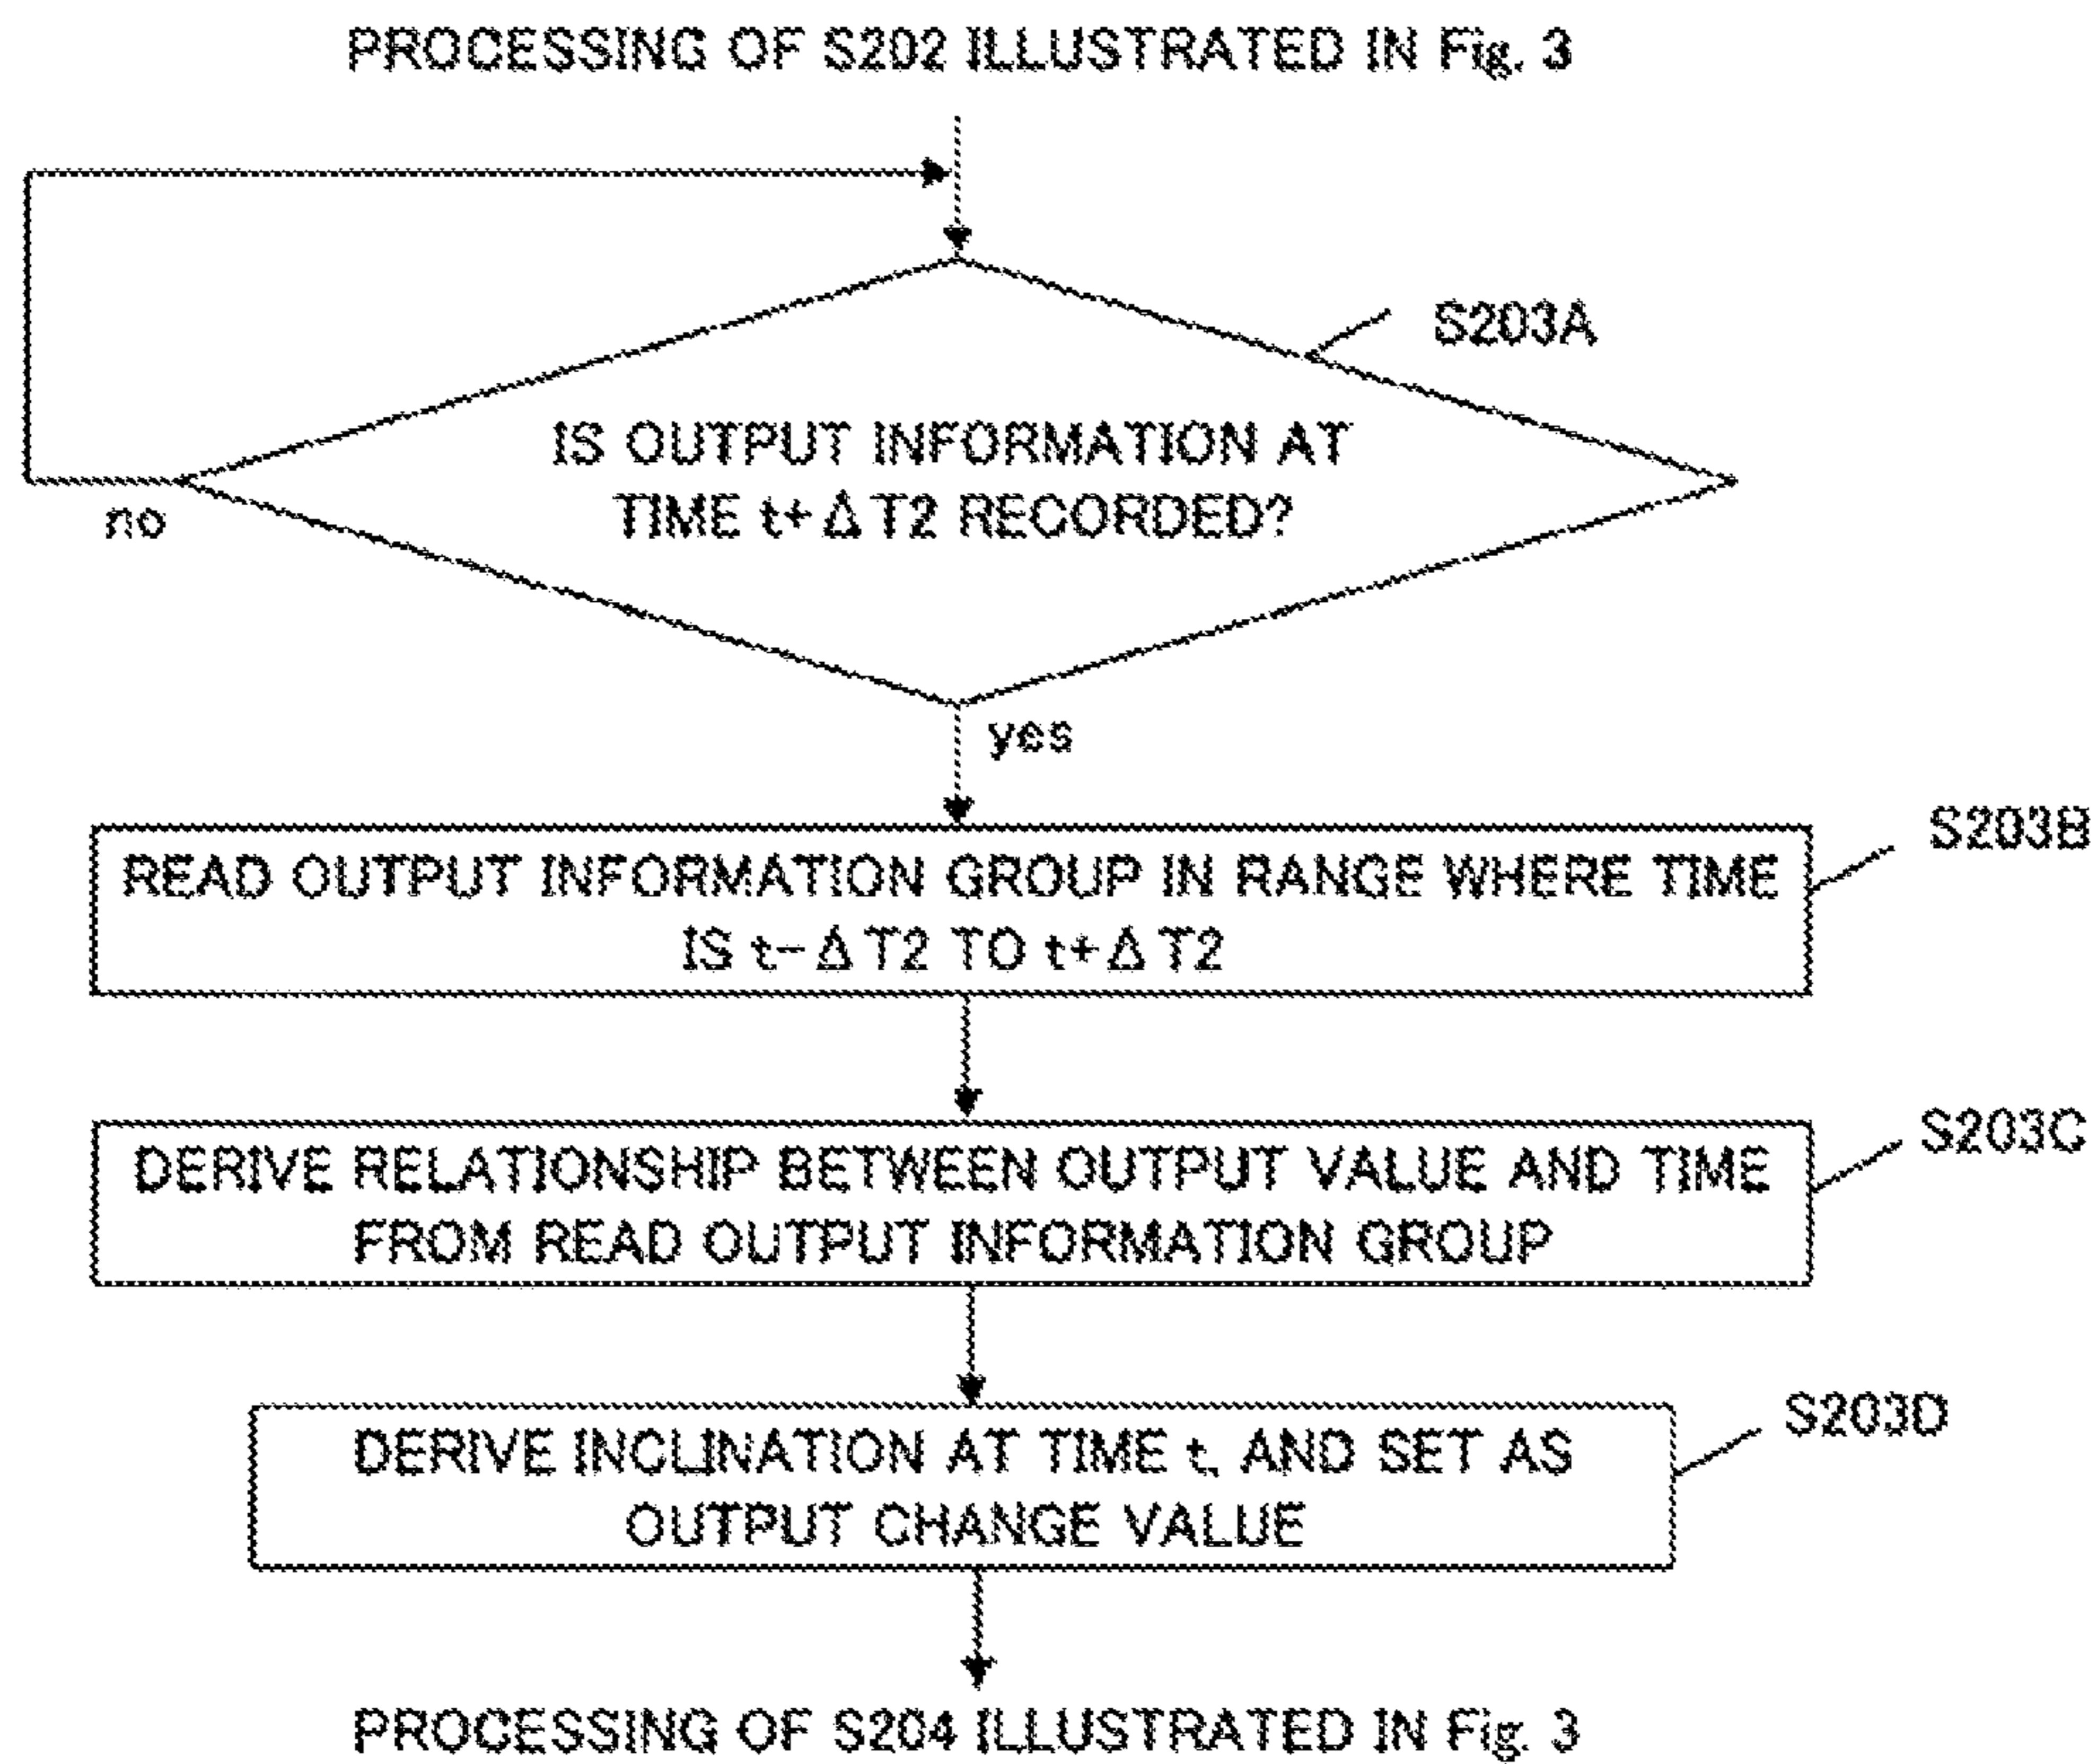 PROCESSING OF S202 ILLUSTRATED IN Fig. 3
S203A
IS OUTPUT INFORMATION AT
TIME t+ΔT2 RECORDED?
no
yes
S203B
READ OUTPUT INFORMATION GROUP IN RANGE WHERE TIME
IS t-ΔT2 TO t+ΔT2
S203C
DERIVE RELATIONSHIP BETWEEN OUTPUT VALUE AND TIME
FROM READ OUTPUT INFORMATION GROUP
S203D
DERIVE INCLINATION AT TIME t, AND SET AS
OUTPUT CHANGE VALUE
PROCESSING OF S204 ILLUSTRATED IN Fig. 3